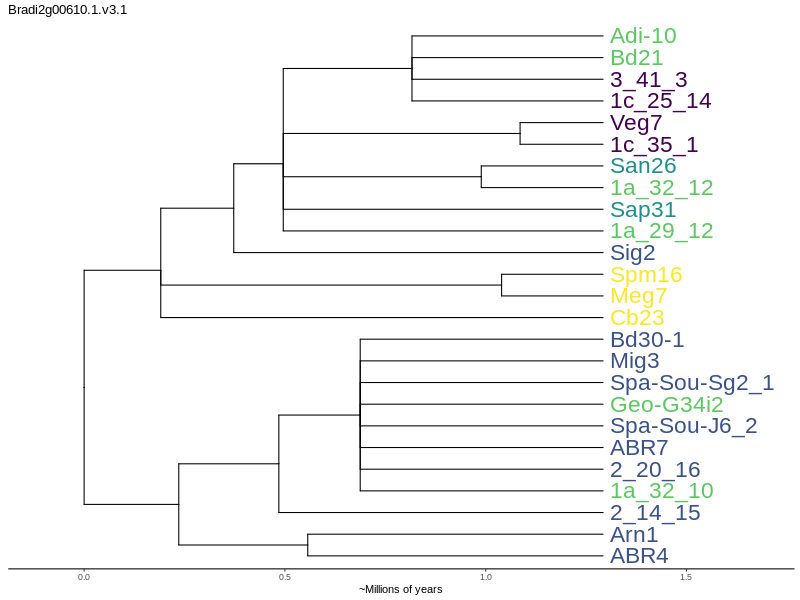 Bradi2g00610.1.v3.1
Adi-10
Bd21
3_41_3
1c_25_14
Veg7
1c_35_1
San26
1a_32_12
Sap31
1a_29_12
Sig2
Spm16
Meg7
Cb23
Bd30-1
Mig3
Spa-Sou-Sg2_1
Geo-G34i2
Spa-Sou-J6_2
ABR7
2_20_16
1a_32_10
2_14_15
Arn1
ABR4
0.0 0.5 1.0 1.5
~Millions of years